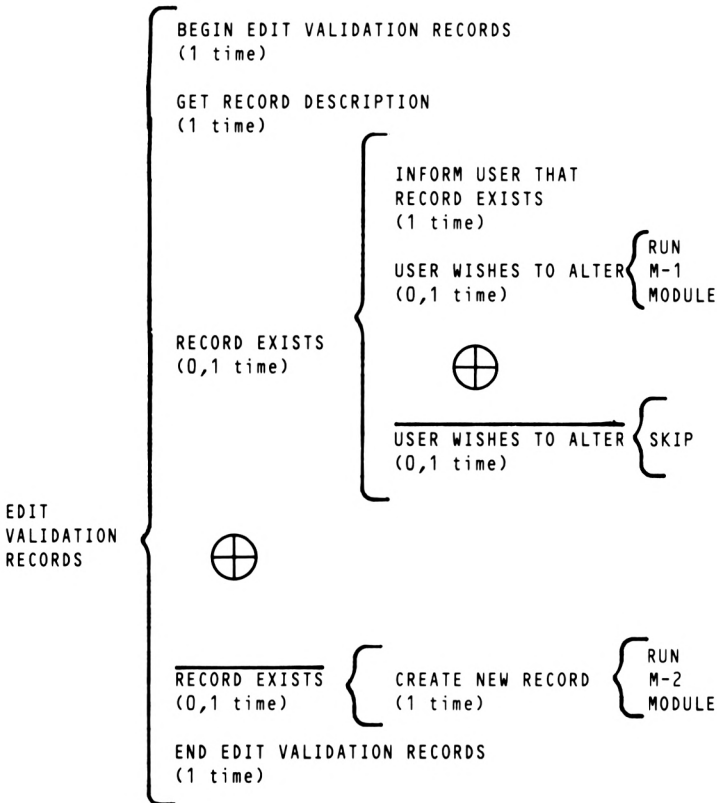 BEGIN EDIT VALIDATION RECORDS
(1 time)
GET RECORD DESCRIPTION
(1 time)
INFORM USER THAT
RECORD EXISTS
(1 time)
USER WISHES TO ALTER
(0,1 time)
RUN
M-1
MODULE
RECORD EXISTS
(0,1 time)
USER WISHES TO ALTER
(0,1 time)
SKIP
EDIT
VALIDATION
RECORDS
RECORD EXISTS
(0,1 time)
CREATE NEW RECORD
(1 time)
RUN
M-2
MODULE
END EDIT VALIDATION RECORDS
(1 time)